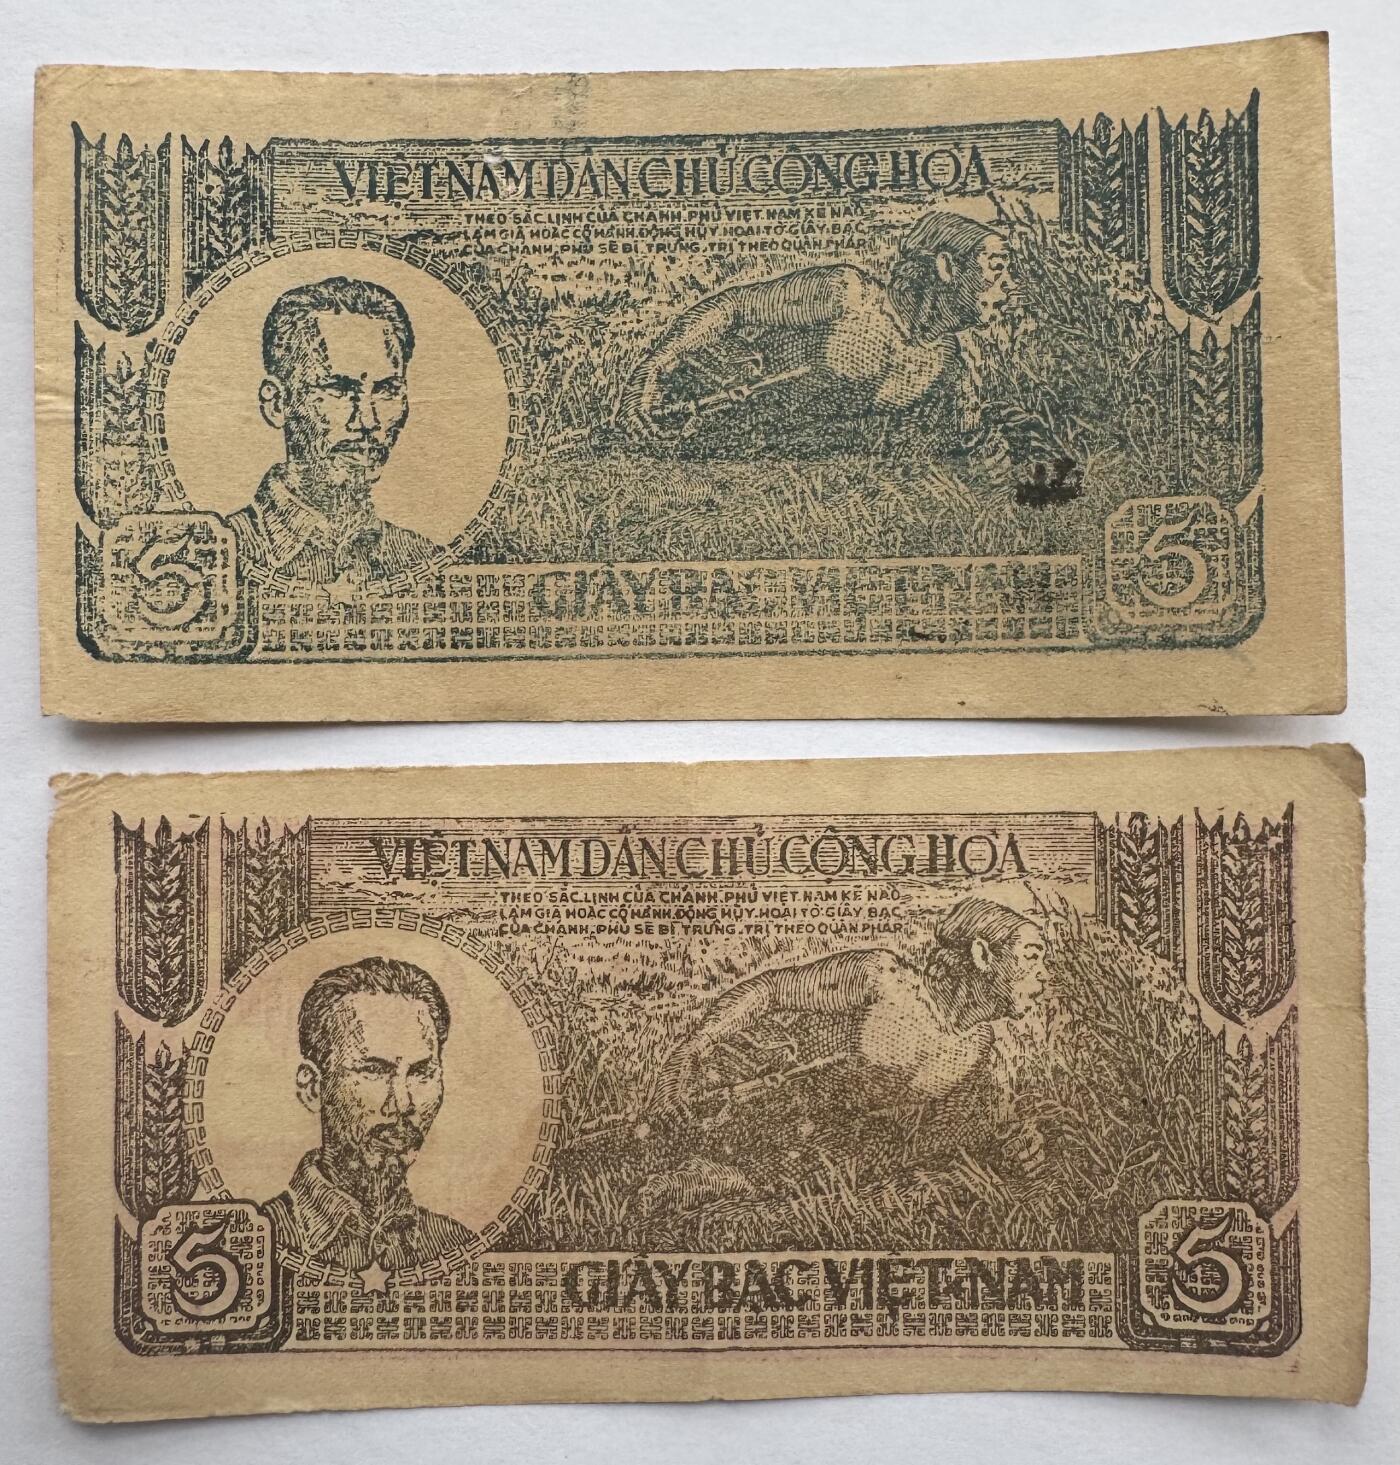 VIỆT NAM DÂN CHỦ CỘNG HÒA
THEO SẮC LỊNH CỦA CHÁNH PHỦ VIỆT NAM KẺ NÀO
LÀM GIẢ HOẶC CÓ HÀNH ĐỘNG HỦY HOẠI TỜ GIẤY BẠC
CỦA CHÁNH PHỦ SẼ BỊ TRỪNG TRỊ THEO QUÂN PHÁP
5
GIẤY BẠC VIỆT NAM
5
VIỆT NAM DÂN CHỦ CỘNG HÒA
THEO SẮC LỊNH CỦA CHÁNH PHỦ VIỆT NAM KẺ NÀO
LÀM GIẢ HOẶC CÓ HÀNH ĐỘNG HỦY HOẠI TỜ GIẤY BẠC
CỦA CHÁNH PHỦ SẼ BỊ TRỪNG TRỊ THEO QUÂN PHÁP
5
GIẤY BẠC VIỆT-NAM
5